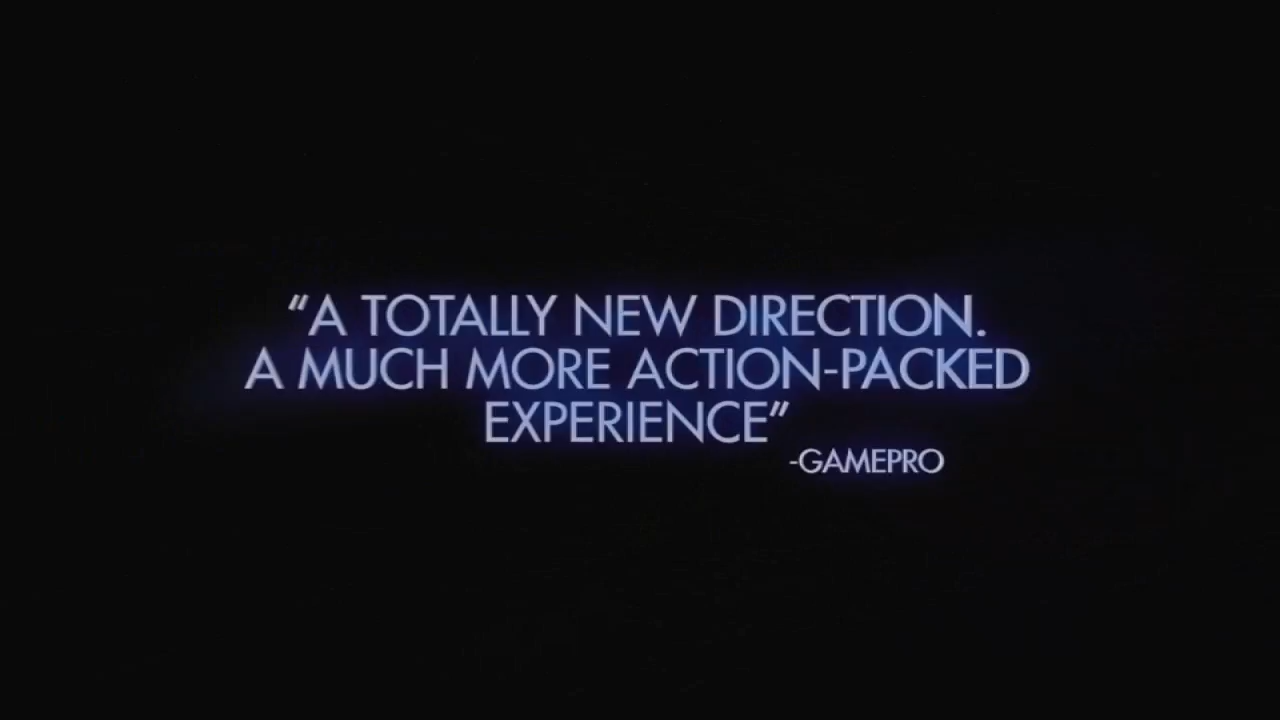 “A TOTALLY NEW DIRECTION.
A MUCH MORE ACTION-PACKED
EXPERIENCE”
-GAMEPRO